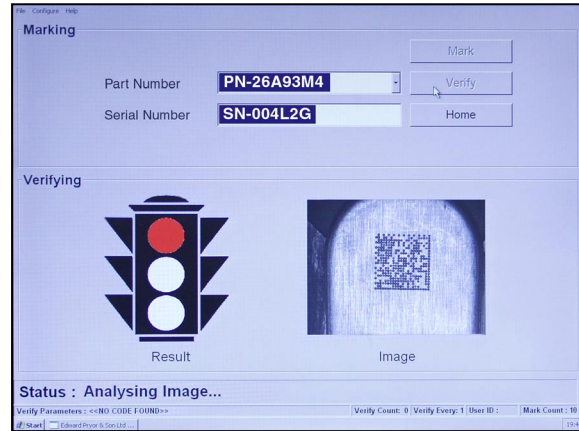 File Configure Help
Marking
Mark
Part Number PN-26A93M4 Verify
Serial Number SN-004L2G Home
Verifying
Result Image
Status : Analysing Image...
Verify Parameters : <<NO CODE FOUND>> Verify Count: 0 Verify Every: 1 User ID : Mark Count : 10
Start Edward Pryor & Son Ltd ... 19:4